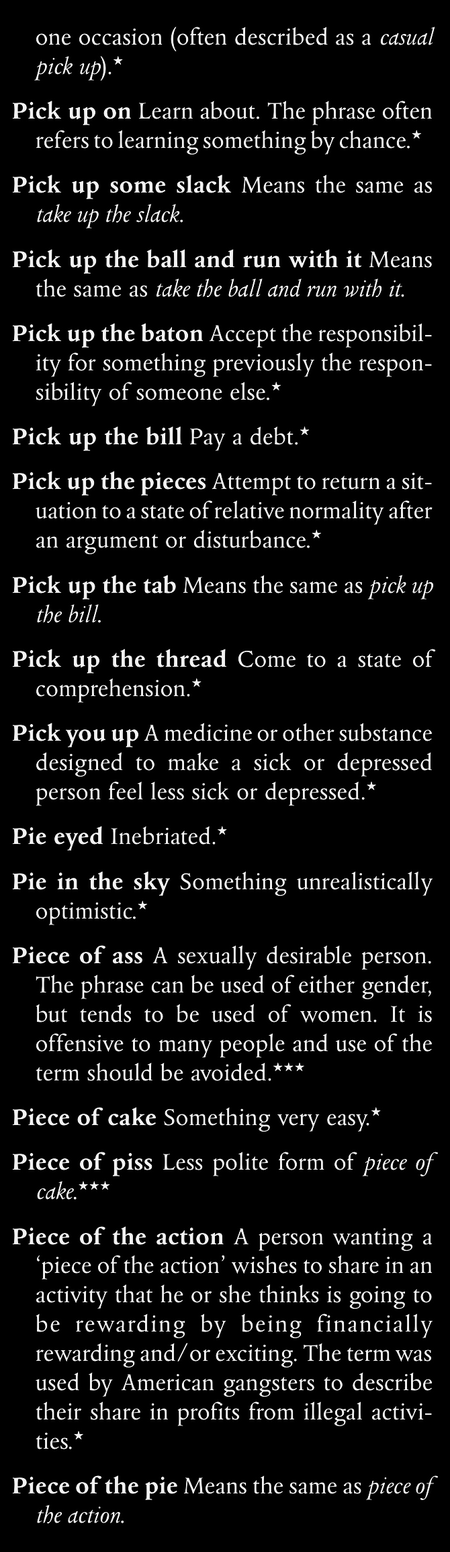 one occasion (often described as a casual
pick up).★
Pick up on Learn about. The phrase often
refers to learning something by chance.★
Pick up some slack Means the same as
take up the slack.
Pick up the ball and run with it Means
the same as take the ball and run with it.
Pick up the baton Accept the responsibil-
ity for something previously the respon-
sibility of someone else.★
Pick up the bill Pay a debt.★
Pick up the pieces Attempt to return a sit-
uation to a state of relative normality after
an argument or disturbance.★
Pick up the tab Means the same as pick up
the bill.
Pick up the thread Come to a state of
comprehension.★
Pick you up A medicine or other substance
designed to make a sick or depressed
person feel less sick or depressed.★
Pie eyed Inebriated.★
Pie in the sky Something unrealistically
optimistic.★
Piece of ass A sexually desirable person.
The phrase can be used of either gender,
but tends to be used of women. It is
offensive to many people and use of the
term should be avoided.★★★
Piece of cake Something very easy.★
Piece of piss Less polite form of piece of
cake.★★★
Piece of the action A person wanting a
‘piece of the action’ wishes to share in an
activity that he or she thinks is going to
be rewarding by being financially
rewarding and/or exciting. The term was
used by American gangsters to describe
their share in profits from illegal activi-
ties.★
Piece of the pie Means the same as piece of
the action.